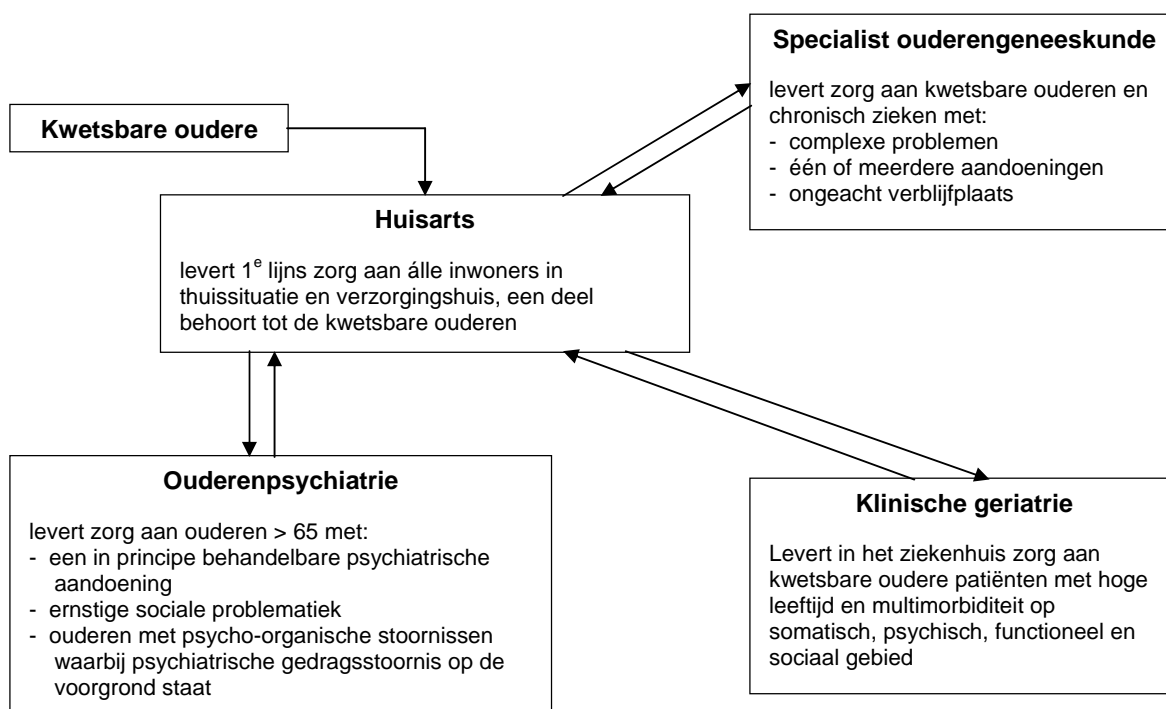 Specialist ouderengeneeskunde
levert zorg aan kwetsbare ouderen en
chronisch zieken met:
- complexe problemen
- één of meerdere aandoeningen
- ongeacht verblijfplaats
Kwetsbare oudere
Huisarts
levert 1e lijns zorg aan álle inwoners in
thuissituatie en verzorgingshuis, een deel
behoort tot de kwetsbare ouderen
Ouderenpsychiatrie
levert zorg aan ouderen > 65 met:
- een in principe behandelbare psychiatrische
aandoening
- ernstige sociale problematiek
- ouderen met psycho-organische stoornissen
waarbij psychiatrische gedragsstoornis op de
voorgrond staat
Klinische geriatrie
Levert in het ziekenhuis zorg aan
kwetsbare oudere patiënten met hoge
leeftijd en multimorbiditeit op
somatisch, psychisch, functioneel en
sociaal gebied